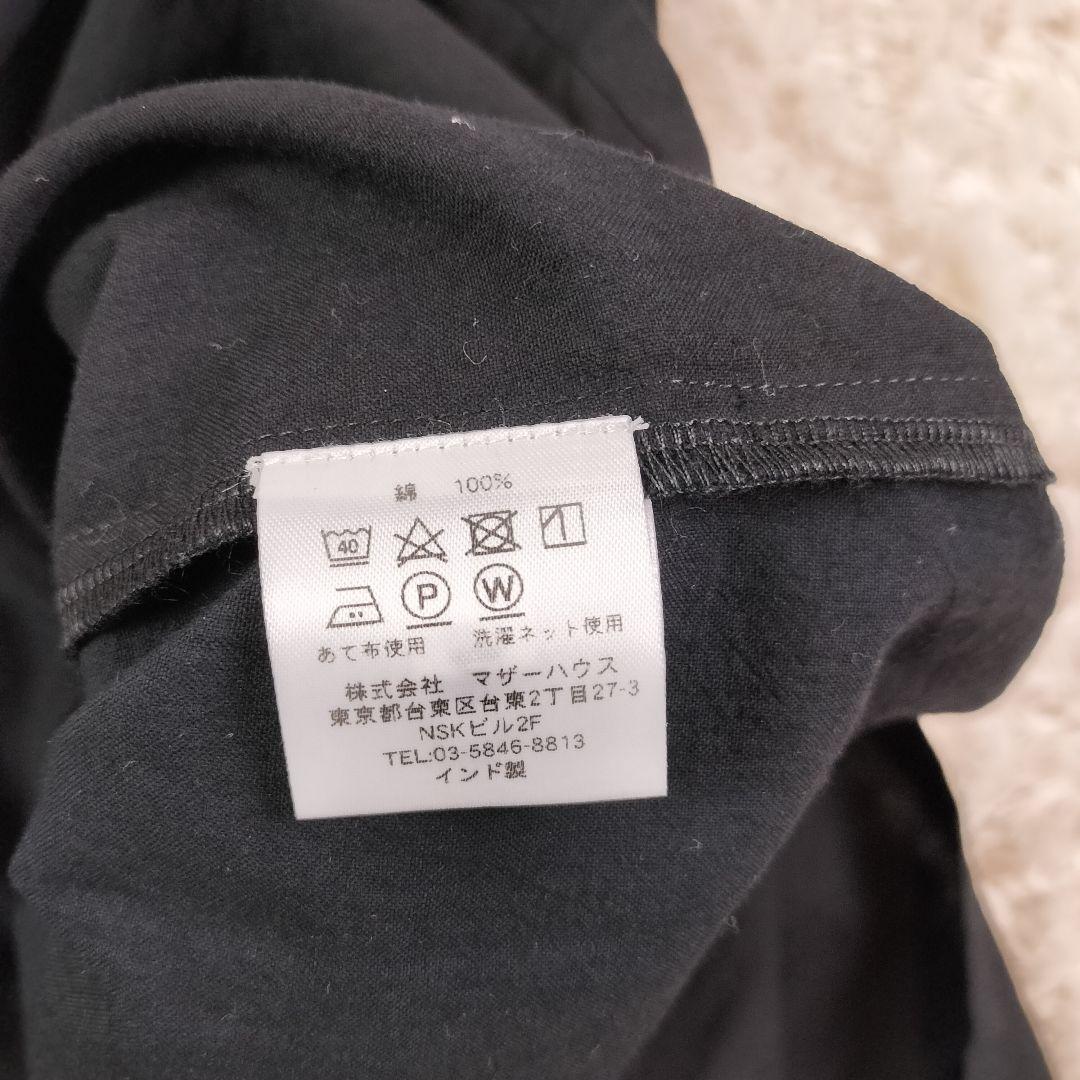 綿 100%
40
P W
あて布使用 洗濯ネット使用
株式会社 マザーハウス
東京都台東区台東2丁目27-3
NSKビル2F
TEL:03-5846-8813
インド製